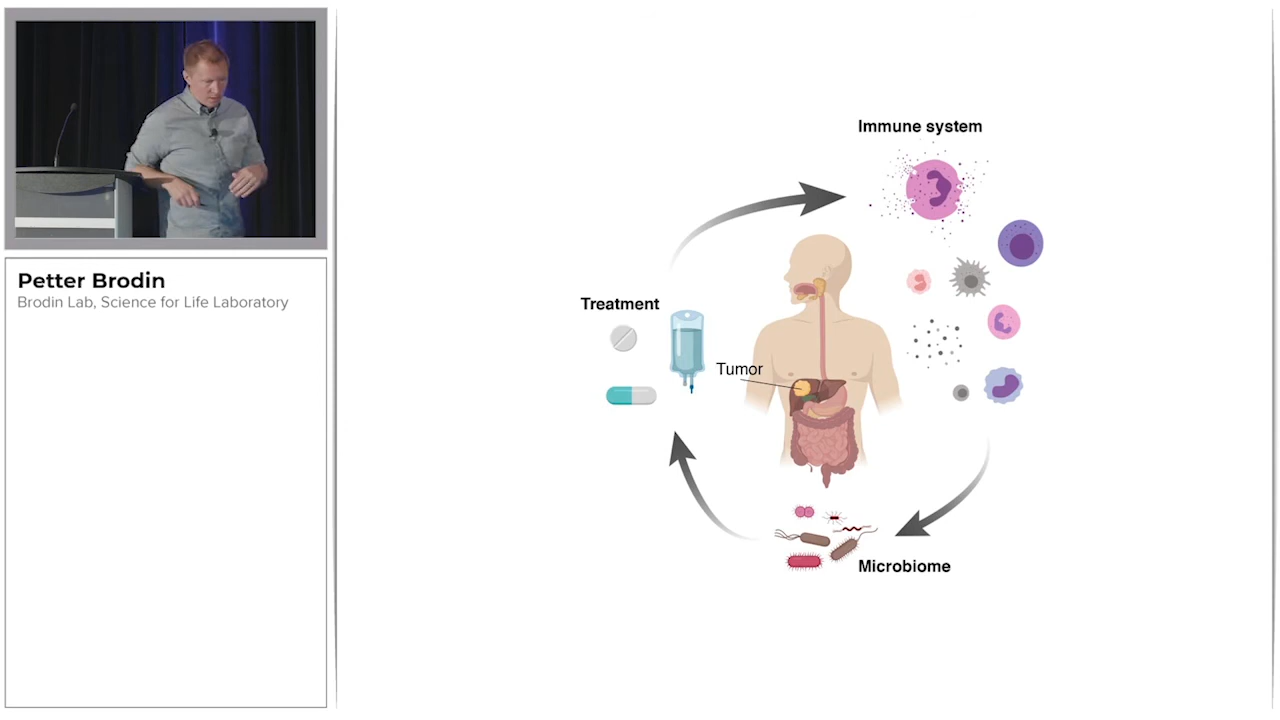 Petter Brodin
Brodin Lab, Science for Life Laboratory
Immune system
Treatment
Tumor
Microbiome